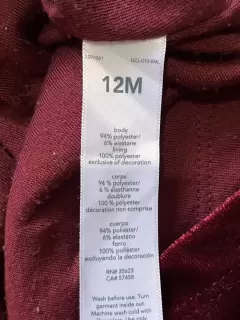 12M
body
94% polyester/
6% elastane
lining
100% polyester
exclusive of decoration
corps
94 % polyester/
6 % élasthanne
doublure
100 % polyester
décoration non comprise
cuerpo
94% poliéster/
6% elastano
forro
100% poliéster
excluyendo la decoración
RN# 35623
CA# 57455
Wash before use. Turn
garment inside out.
Machine wash cold with